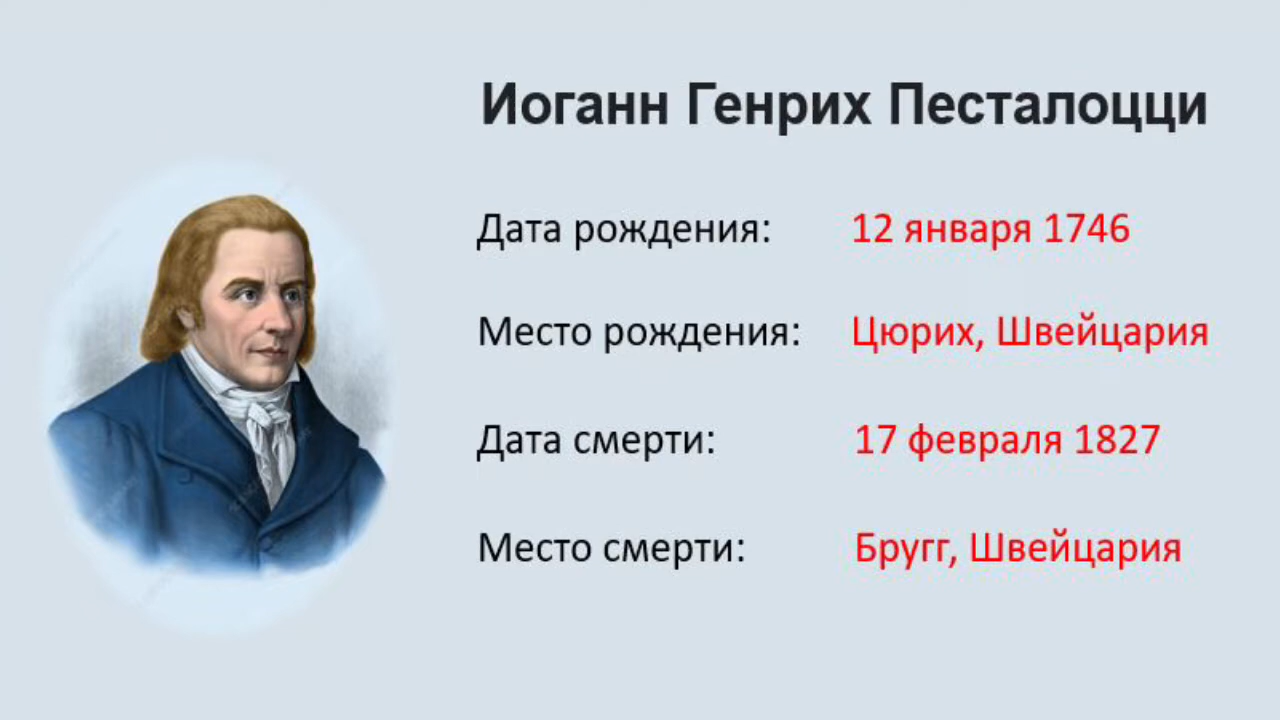 Иоганн Генрих Песталоцци
Дата рождения: 12 января 1746
Место рождения: Цюрих, Швейцария
Дата смерти: 17 февраля 1827
Место смерти: Бругг, Швейцария